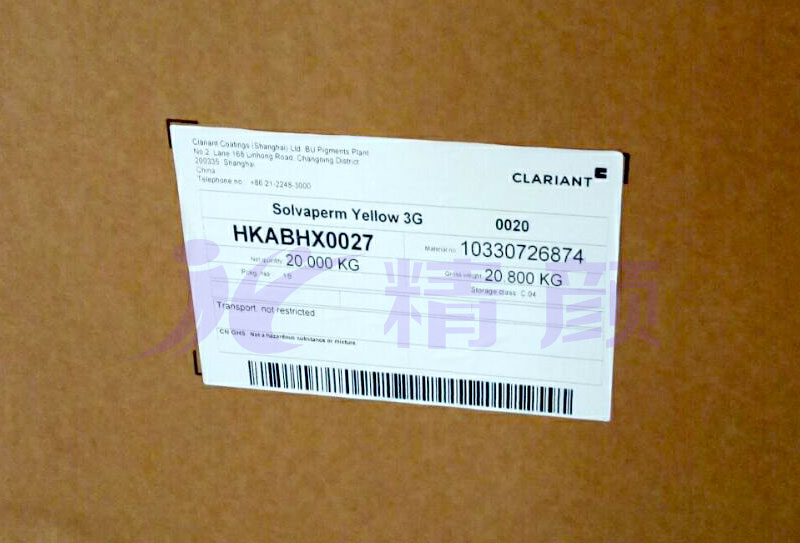 Clariant Coatings (Shanghai) Ltd. BU Pigments Plant
No.2, Lane 168 Linhong Road, Changning District
200335 Shanghai
China
Telephone no. : +86 21-2248-3000
CLARIANT
Solvaperm Yellow 3G 0020
HKABHX0027 Material no. 10330726874
Net quantity 20.000 KG Gross weight 20.800 KG
Storage class C 04
Transport: not restricted
CN GHS: Not a hazardous substance or mixture
精颜